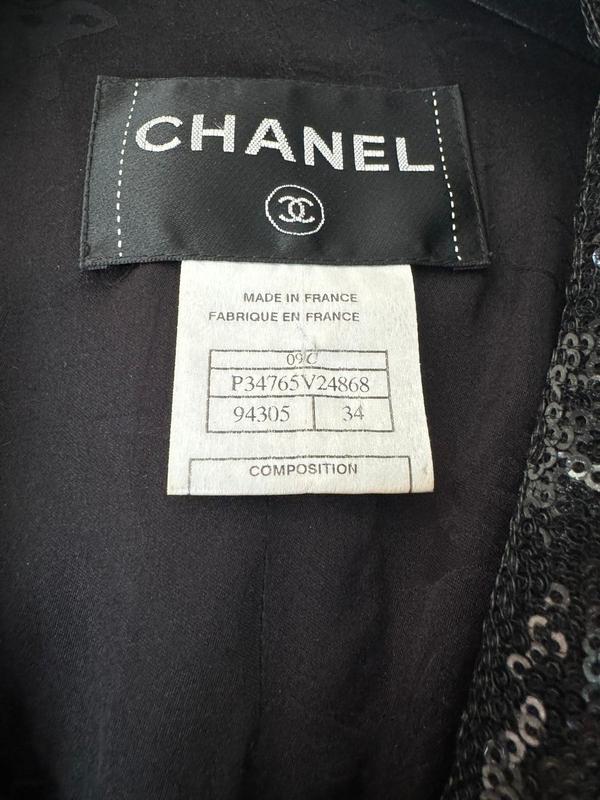 CHANEL
MADE IN FRANCE
FABRIQUE EN FRANCE
09C
P34765V24868
94305 34
COMPOSITION